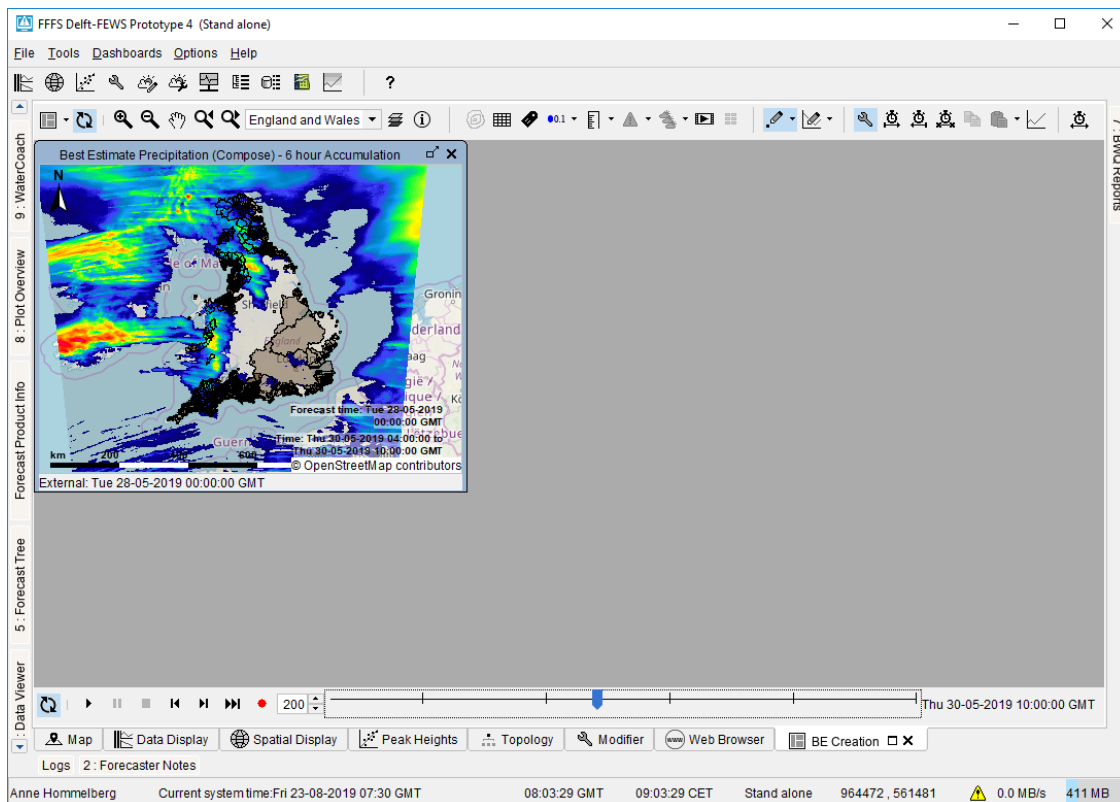 FFFS Delft-FEWS Prototype 4 (Stand alone)
File Tools Dashboards Options Help
?
England and Wales
0.1
Best Estimate Precipitation (Compose) - 6 hour Accumulation
N
Groningen
Sheffield
England
Forecast time: Tue 28-05-2019
00:00:00 GMT
Time: Thu 30-05-2019 04:00:00 to
Thu 30-05-2019 10:00:00 GMT
km 200 400 600
© OpenStreetMap contributors
External: Tue 28-05-2019 00:00:00 GMT
9 : WaterCoach
8 : Plot Overview
Forecast Product Info
5 : Forecast Tree
: Data Viewer
200
Thu 30-05-2019 10:00:00 GMT
Map Data Display Spatial Display Peak Heights Topology Modifier www Web Browser BE Creation
Logs 2 : Forecaster Notes
Anne Hommelberg Current system time:Fri 23-08-2019 07:30 GMT 08:03:29 GMT 09:03:29 CET Stand alone 964472 , 561481 0.0 MB/s 411 MB